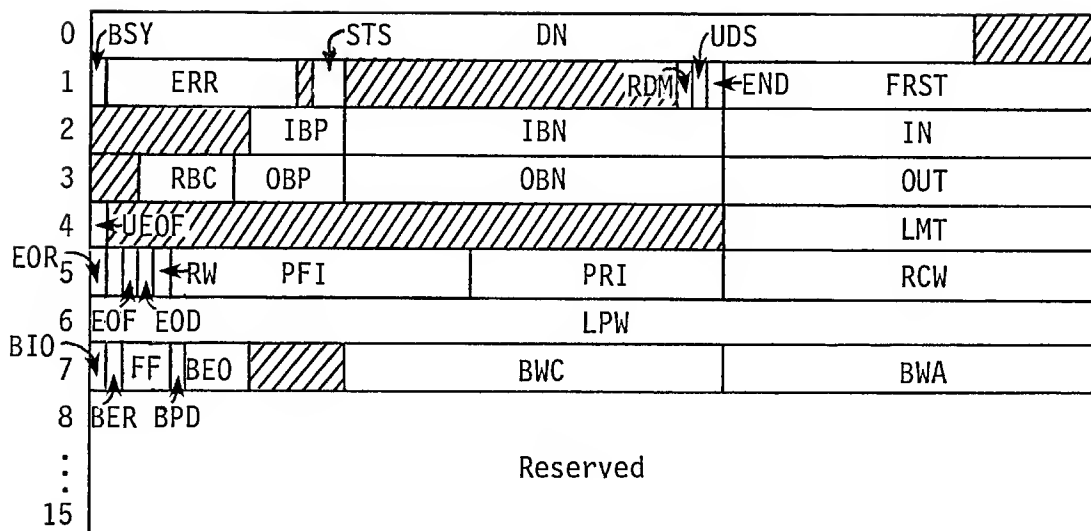 0 DN
BSY STS UDS
1 ERR RDM END FRST
2 IBP IBN IN
3 RBC OBP OBN OUT
4 UEOF LMT
EOR
5 RW PFI PRI RCW
EOF EOD
6 LPW
BIO
7 FF BEO BWC BWA
BER BPD
8
Reserved
15